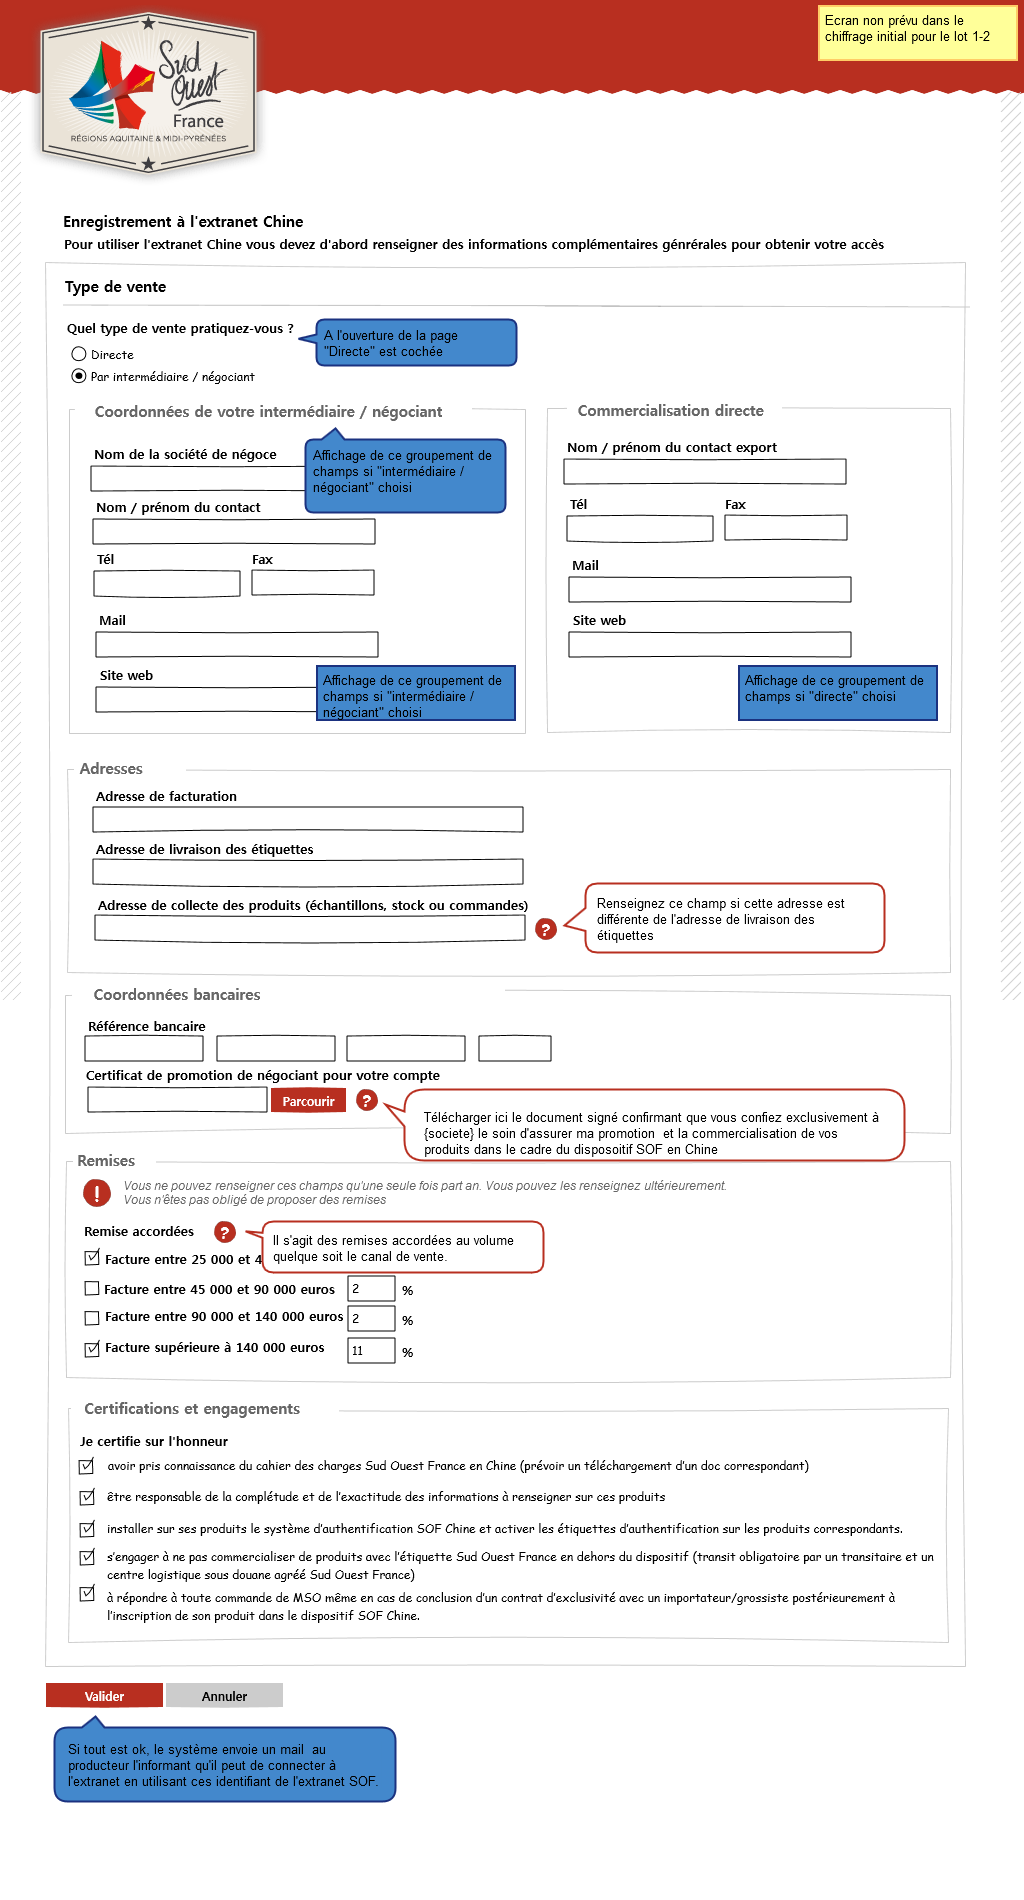 Ecran non prévu dans le
chiffrage initial pour le lot 1-2
Sud
Ouest
France
RÉGIONS AQUITAINE & MIDI-PYRÉNÉES
Enregistrement à l'extranet Chine
Pour utiliser l'extranet Chine vous devez d'abord renseigner des informations complémentaires génrérales pour obtenir votre accès
Type de vente
Quel type de vente pratiquez-vous ?
A l'ouverture de la page
"Directe" est cochée
Directe
Par intermédiaire / négociant
Coordonnées de votre intermédiaire / négociant
Nom de la société de négoce
Affichage de ce groupement de
champs si "intermédiaire /
négociant" choisi
Nom / prénom du contact
Tél Fax
Mail
Site web
Affichage de ce groupement de
champs si "intermédiaire /
négociant" choisi
Commercialisation directe
Nom / prénom du contact export
Tél Fax
Mail
Site web
Affichage de ce groupement de
champs si "directe" choisi
Adresses
Adresse de facturation
Adresse de livraison des étiquettes
Adresse de collecte des produits (échantillons, stock ou commandes)
?
Renseignez ce champ si cette adresse est
différente de l'adresse de livraison des
étiquettes
Coordonnées bancaires
Référence bancaire
Certificat de promotion de négociant pour votre compte
Parcourir ?
Télécharger ici le document signé confirmant que vous confiez exclusivement à
{societe} le soin d'assurer ma promotion et la commercialisation de vos
produits dans le cadre du disposoitif SOF en Chine
Remises
!
Vous ne pouvez renseigner ces champs qu'une seule fois part an. Vous pouvez les renseignez ultérieurement.
Vous n'êtes pas obligé de proposer des remises
Remise accordées ?
Il s'agit des remises accordées au volume
quelque soit le canal de vente.
Facture entre 25 000 et 4
Facture entre 45 000 et 90 000 euros 2 %
Facture entre 90 000 et 140 000 euros 2 %
Facture supérieure à 140 000 euros 11 %
Certifications et engagements
Je certifie sur l'honneur
avoir pris connaissance du cahier des charges Sud Ouest France en Chine (prévoir un téléchargement d'un doc correspondant)
être responsable de la complétude et de l'exactitude des informations à renseigner sur ces produits
installer sur ses produits le système d'authentification SOF Chine et activer les étiquettes d'authentification sur les produits correspondants.
s'engager à ne pas commercialiser de produits avec l'étiquette Sud Ouest France en dehors du dispositif (transit obligatoire par un transitaire et un
centre logistique sous douane agréé Sud Ouest France)
à répondre à toute commande de MSO même en cas de conclusion d'un contrat d'exclusivité avec un importateur/grossiste postérieurement à
l'inscription de son produit dans le dispositif SOF Chine.
Valider Annuler
Si tout est ok, le système envoie un mail au
producteur l'informant qu'il peut de connecter à
l'extranet en utilisant ces identifiant de l'extranet SOF.